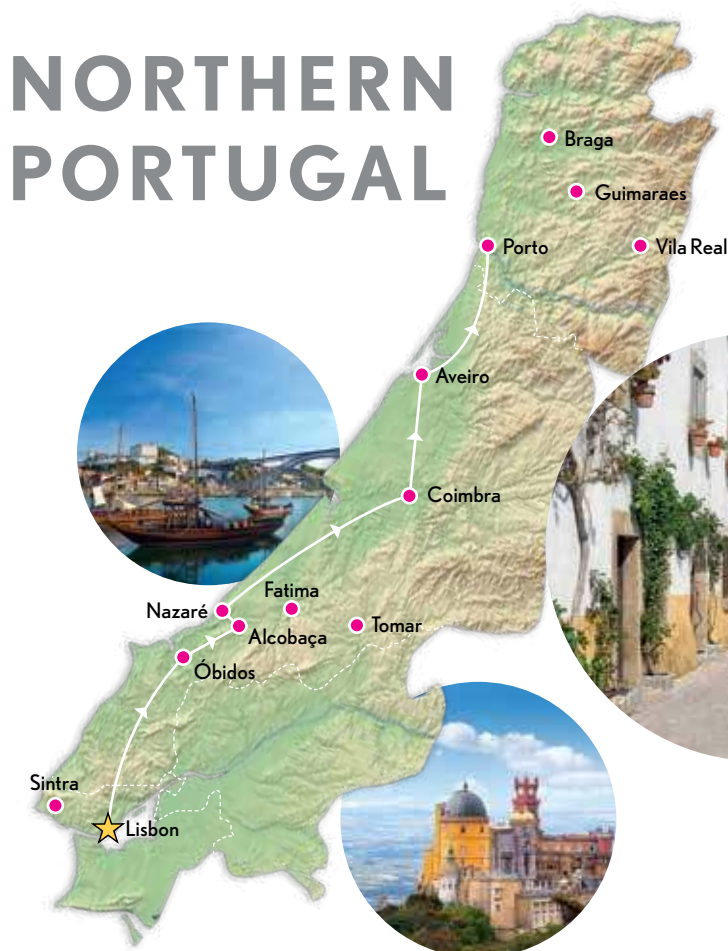 NORTHERN
PORTUGAL
Braga
Guimaraes
Porto
Vila Real
Aveiro
Coimbra
Fatima
Nazaré
Alcobaça
Tomar
Óbidos
Sintra
Lisbon